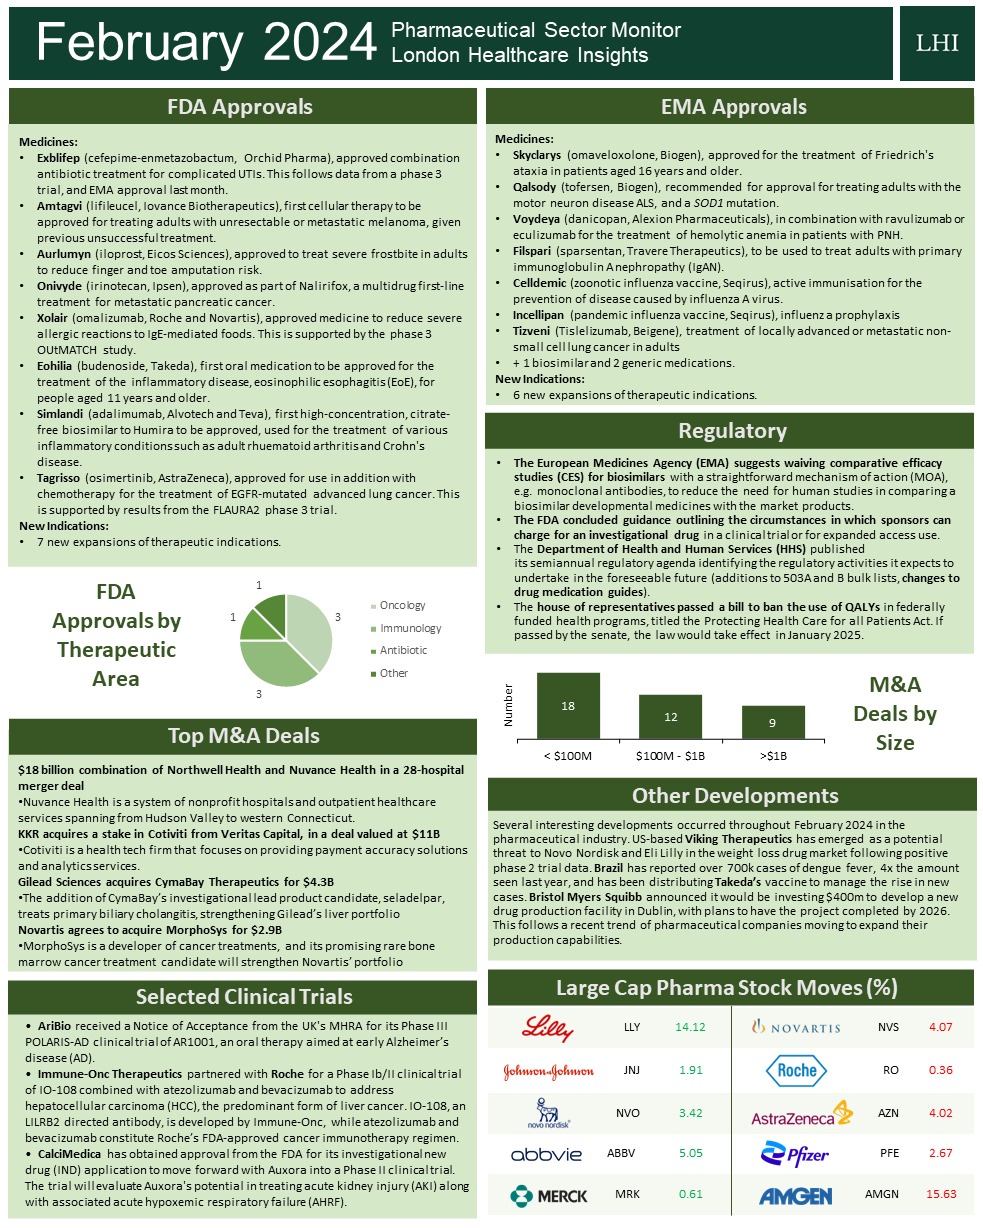 February 2024
Pharmaceutical Sector Monitor
London Healthcare Insights
LHI
FDA Approvals
Medicines:
• Exblifep (cefepime-enmetazobactum, Orchid Pharma), approved combination
antibiotic treatment for complicated UTIs. This follows data from a phase 3
trial, and EMA approval last month.
• Amtagvi (lifileucel, Iovance Biotherapeutics), first cellular therapy to be
approved for treating adults with unresectable or metastatic melanoma, given
previous unsuccessful treatment.
• Aurlumyn (iloprost, Eicos Sciences), approved to treat severe frostbite in adults
to reduce finger and toe amputation risk.
• Onivyde (irinotecan, Ipsen), approved as part of Nalirifox, a multidrug first-line
treatment for metastatic pancreatic cancer.
• Xolair (omalizumab, Roche and Novartis), approved medicine to reduce severe
allergic reactions to IgE-mediated foods. This is supported by the phase 3
OUtMATCH study.
• Eohilia (budenoside, Takeda), first oral medication to be approved for the
treatment of the inflammatory disease, eosinophilic esophagitis (EoE), for
people aged 11 years and older.
• Simlandi (adalimumab, Alvotech and Teva), first high-concentration, citrate-
free biosimilar to Humira to be approved, used for the treatment of various
inflammatory conditions such as adult rhuematoid arthritis and Crohn's
disease.
• Tagrisso (osimertinib, AstraZeneca), approved for use in addition with
chemotherapy for the treatment of EGFR-mutated advanced lung cancer. This
is supported by results from the FLAURA2 phase 3 trial.
New Indications:
• 7 new expansions of therapeutic indications.
FDA
Approvals by
Therapeutic
Area
1
1
3
3
Oncology
Immunology
Antibiotic
Other
Top M&A Deals
$18 billion combination of Northwell Health and Nuvance Health in a 28-hospital
merger deal
•Nuvance Health is a system of nonprofit hospitals and outpatient healthcare
services spanning from Hudson Valley to western Connecticut.
KKR acquires a stake in Cotiviti from Veritas Capital, in a deal valued at $11B
•Cotiviti is a health tech firm that focuses on providing payment accuracy solutions
and analytics services.
Gilead Sciences acquires CymaBay Therapeutics for $4.3B
•The addition of CymaBay's investigational lead product candidate, seladelpar,
treats primary biliary cholangitis, strengthening Gilead's liver portfolio
Novartis agrees to acquire MorphoSys for $2.9B
•MorphoSys is a developer of cancer treatments, and its promising rare bone
marrow cancer treatment candidate will strengthen Novartis' portfolio
Selected Clinical Trials
• AriBio received a Notice of Acceptance from the UK's MHRA for its Phase III
POLARIS-AD clinical trial of AR1001, an oral therapy aimed at early Alzheimer's
disease (AD).
• Immune-Onc Therapeutics partnered with Roche for a Phase Ib/II clinical trial
of IO-108 combined with atezolizumab and bevacizumab to address
hepatocellular carcinoma (HCC), the predominant form of liver cancer. IO-108, an
LILRB2 directed antibody, is developed by Immune-Onc, while atezolizumab and
bevacizumab constitute Roche's FDA-approved cancer immunotherapy regimen.
• CalciMedica has obtained approval from the FDA for its investigational new
drug (IND) application to move forward with Auxora into a Phase II clinical trial.
The trial will evaluate Auxora's potential in treating acute kidney injury (AKI) along
with associated acute hypoxemic respiratory failure (AHRF).
EMA Approvals
Medicines:
• Skyclarys (omaveloxolone, Biogen), approved for the treatment of Friedrich's
ataxia in patients aged 16 years and older.
• Qalsody (tofersen, Biogen), recommended for approval for treating adults with the
motor neuron disease ALS, and a SOD1 mutation.
• Voydeya (danicopan, Alexion Pharmaceuticals), in combination with ravulizumab or
eculizumab for the treatment of hemolytic anemia in patients with PNH.
• Filspari (sparsentan, Travere Therapeutics), to be used to treat adults with primary
immunoglobulin A nephropathy (IgAN).
• Celldemic (zoonotic influenza vaccine, Seqirus), active immunisation for the
prevention of disease caused by influenza A virus.
• Incellipan (pandemic influenza vaccine, Seqirus), influenza prophylaxis
• Tizveni (Tislelizumab, Beigene), treatment of locally advanced or metastatic non-
small cell lung cancer in adults
• + 1 biosimilar and 2 generic medications.
New Indications:
• 6 new expansions of therapeutic indications.
Regulatory
• The European Medicines Agency (EMA) suggests waiving comparative efficacy
studies (CES) for biosimilars with a straightforward mechanism of action (MOA),
e.g. monoclonal antibodies, to reduce the need for human studies in comparing a
biosimilar developmental medicines with the market products.
• The FDA concluded guidance outlining the circumstances in which sponsors can
charge for an investigational drug in a clinical trial or for expanded access use.
• The Department of Health and Human Services (HHS) published
its semiannual regulatory agenda identifying the regulatory activities it expects to
undertake in the foreseeable future (additions to 503A and B bulk lists, changes to
drug medication guides).
• The house of representatives passed a bill to ban the use of QALYs in federally
funded health programs, titled the Protecting Health Care for all Patients Act. If
passed by the senate, the law would take effect in January 2025.
Number
18
12
9
< $100M
$100M - $1B
>$1B
M&A
Deals by
Size
Other Developments
Several interesting developments occurred throughout February 2024 in the
pharmaceutical industry. US-based Viking Therapeutics has emerged as a potential
threat to Novo Nordisk and Eli Lilly in the weight loss drug market following positive
phase 2 trial data. Brazil has reported over 700k cases of dengue fever, 4x the amount
seen last year, and has been distributing Takeda's vaccine to manage the rise in new
cases. Bristol Myers Squibb announced it would be investing $400m to develop a new
drug production facility in Dublin, with plans to have the project completed by 2026.
This follows a recent trend of pharmaceutical companies moving to expand their
production capabilities.
Large Cap Pharma Stock Moves (%)
Lilly LLY 14.12
NOVARTIS NVS 4.07
Johnson & Johnson JNJ 1.91
Roche RO 0.36
novo nordisk NVO 3.42
AstraZeneca AZN 4.02
abbvie ABBV 5.05
Pfizer PFE 2.67
MERCK MRK 0.61
AMGEN AMGN 15.63